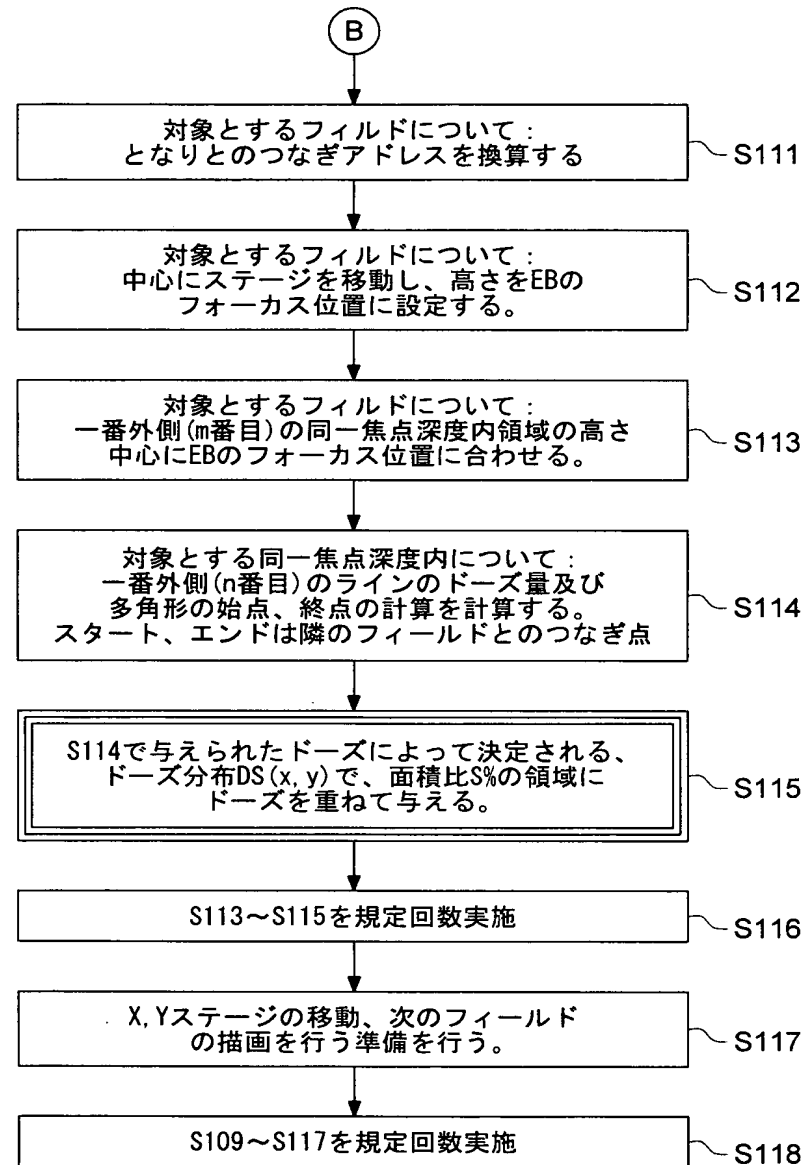 B
対象とするフィルドについて：
となりとのつなぎアドレスを換算する
S111
対象とするフィルドについて：
中心にステージを移動し、高さをEBの
フォーカス位置に設定する。
S112
対象とするフィルドについて：
一番外側(m番目)の同一焦点深度内領域の高さ
中心にEBのフォーカス位置に合わせる。
S113
対象とする同一焦点深度内について：
一番外側(n番目)のラインのドーズ量及び
多角形の始点、終点の計算を計算する。
スタート、エンドは隣のフィールドとのつなぎ点
S114
S114で与えられたドーズによって決定される、
ドーズ分布DS(x,y)で、面積比S%の領域に
ドーズを重ねて与える。
S115
S113～S115を規定回数実施
S116
X,Yステージの移動、次のフィールド
の描画を行う準備を行う。
S117
S109～S117を規定回数実施
S118